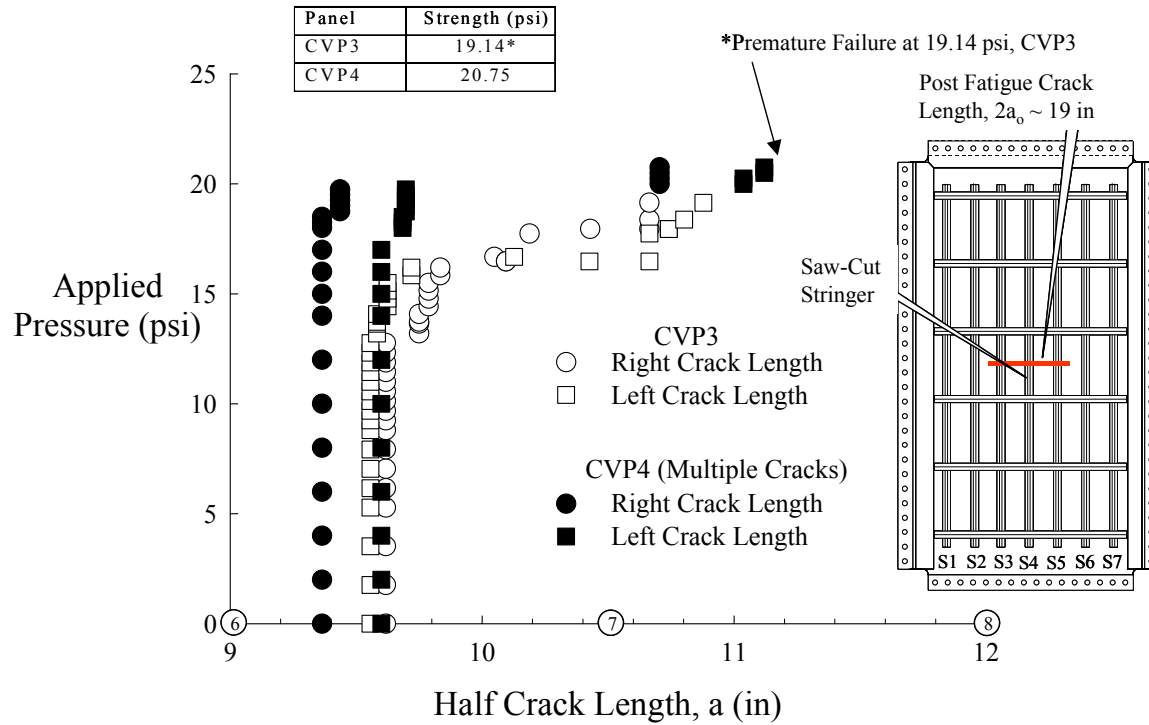 Panel Strength (psi)
CVP3 19.14*
CVP4 20.75
*Premature Failure at 19.14 psi, CVP3
Post Fatigue Crack
Length, 2aₒ ~ 19 in
Saw-Cut
Stringer
S1 S2 S3 S4 S5 S6 S7
Applied
Pressure (psi)
25
20
15
10
5
0
CVP3
Right Crack Length
Left Crack Length
CVP4 (Multiple Cracks)
Right Crack Length
Left Crack Length
6 7 8
9 10 11 12
Half Crack Length, a (in)